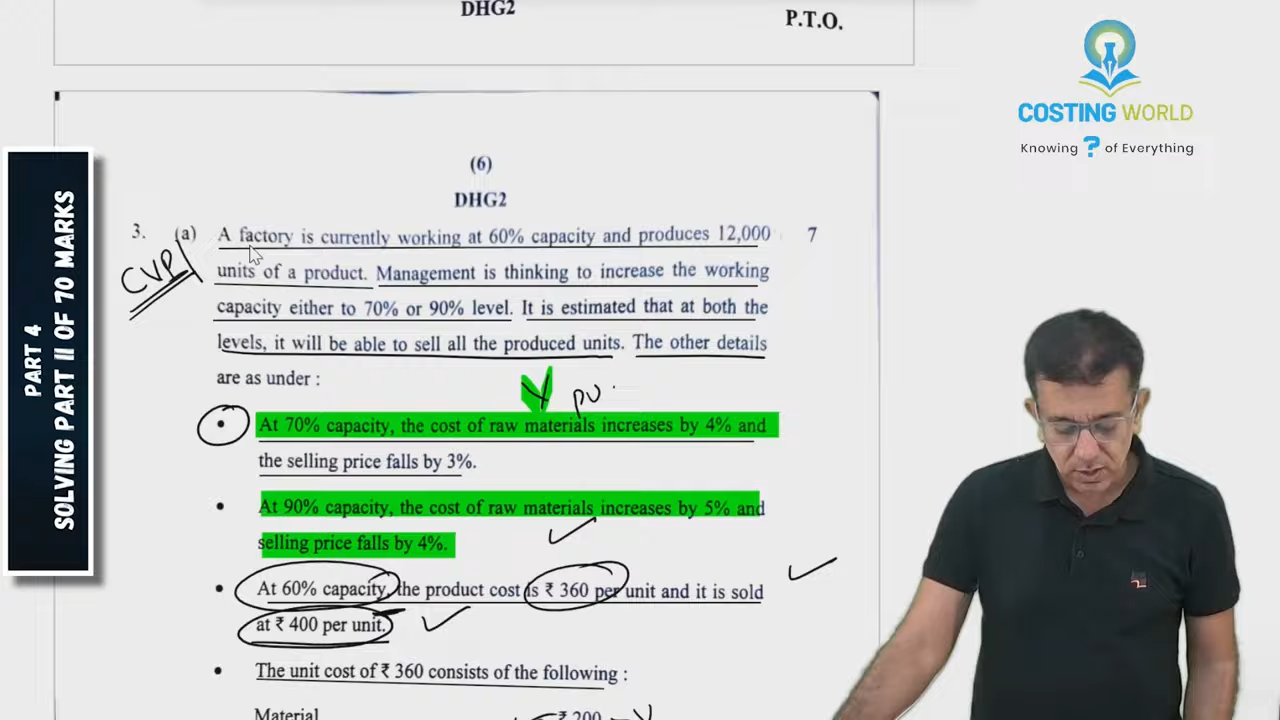 DHG2
P.T.O.
COSTING WORLD
Knowing ? of Everything
PART 4
SOLVING PART II OF 70 MARKS
(6)
DHG2
3. (a) A factory is currently working at 60% capacity and produces 12,000 7
CVP
units of a product. Management is thinking to increase the working
capacity either to 70% or 90% level. It is estimated that at both the
levels, it will be able to sell all the produced units. The other details
are as under :
pu
• At 70% capacity, the cost of raw materials increases by 4% and
the selling price falls by 3%.
• At 90% capacity, the cost of raw materials increases by 5% and
selling price falls by 4%.
• At 60% capacity, the product cost is ₹ 360 per unit and it is sold
at ₹ 400 per unit.
• The unit cost of ₹ 360 consists of the following :
Material ₹ 200